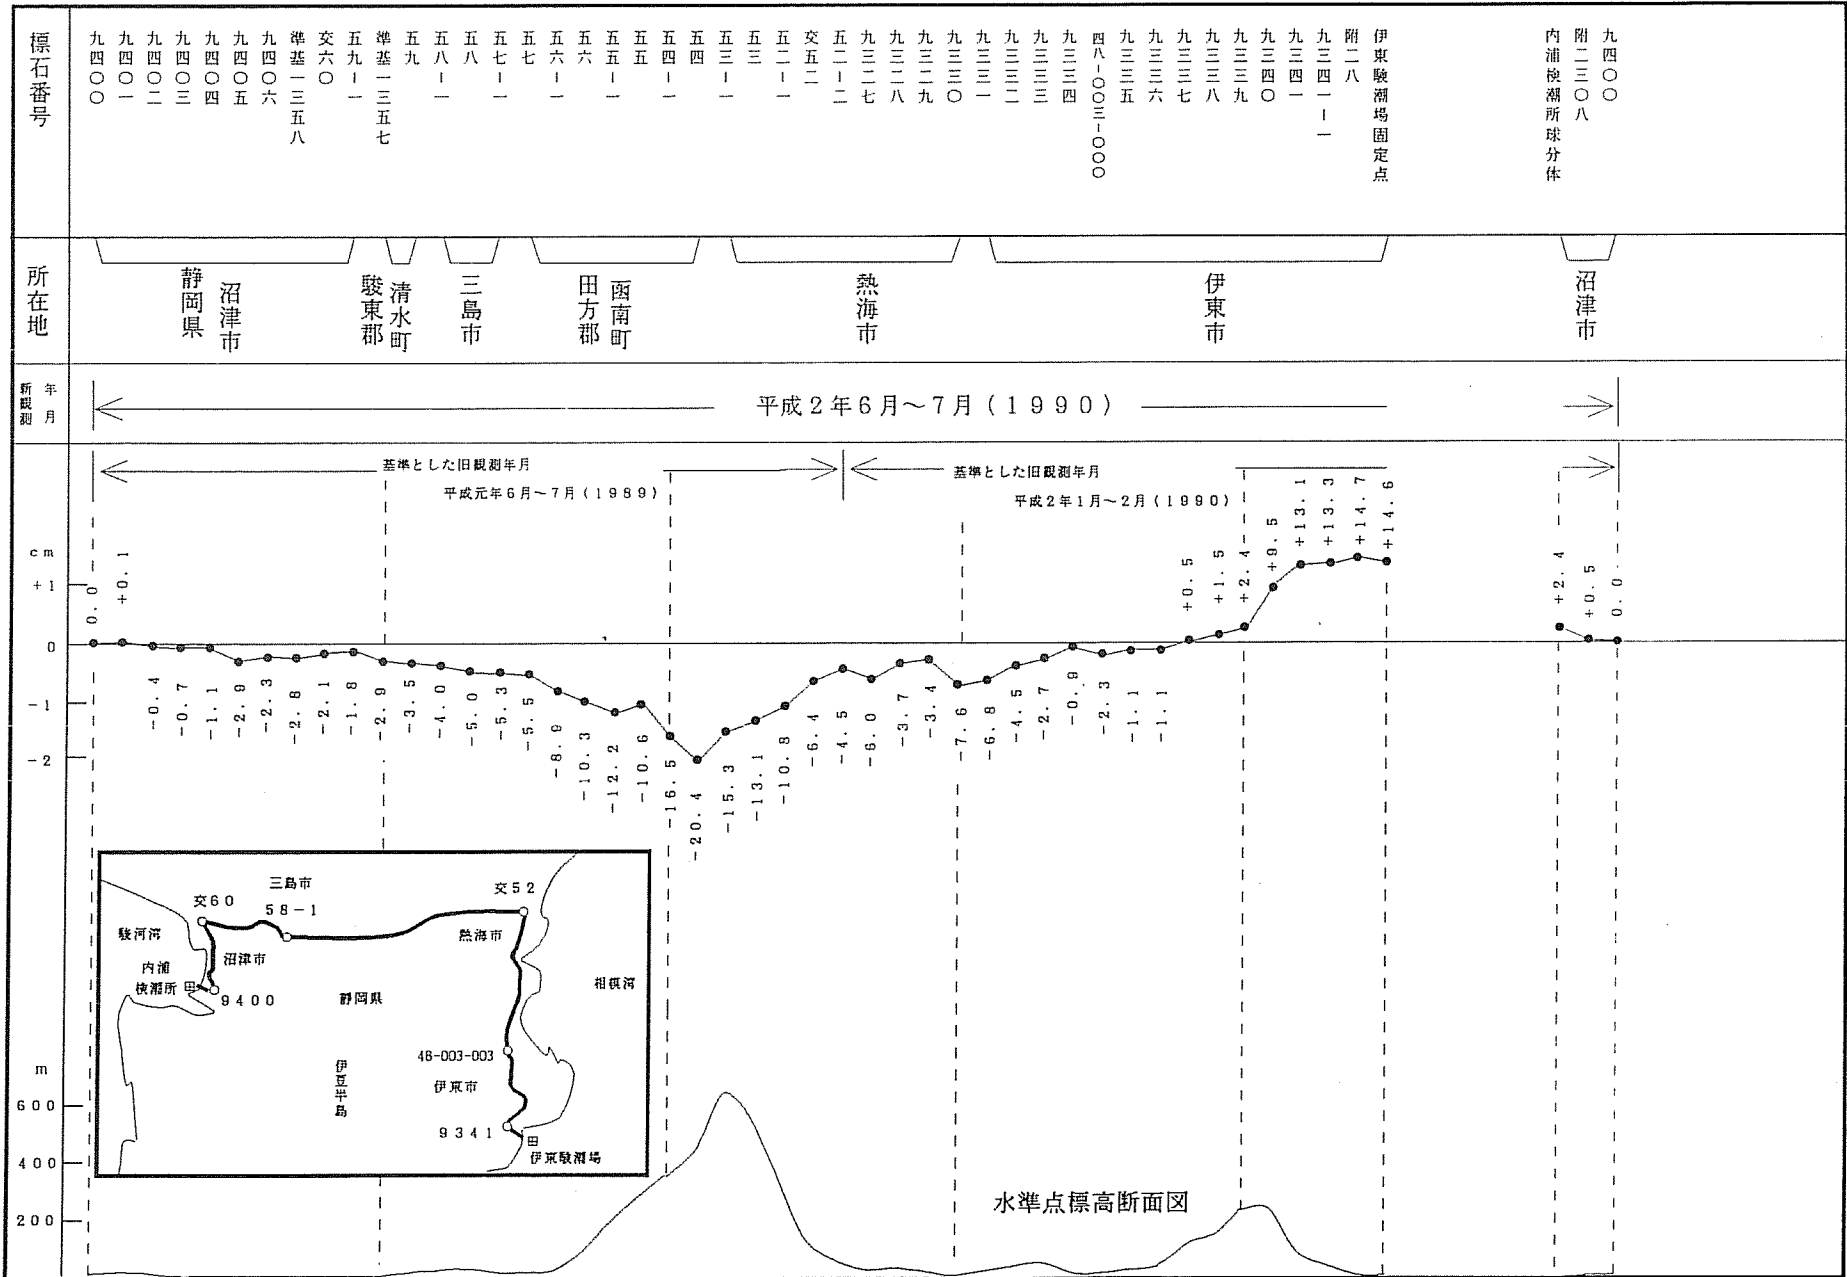 標石番号
九四〇〇
九四〇一
九四〇二
九四〇三
九四〇四
九四〇五
九四〇六
準基一三五八
交六〇
五九-一
準基一三五七
五九
五八-一
五八
五七-一
五七
五六-一
五六
五五-一
五五
五四-一
五四
五三-一
五三
五二-一
交五二
五二-二
九三二七
九三二八
九三二九
九三三〇
九三三一
九三三二
九三三三
九三三四
四八-〇〇三-〇〇〇
九三三五
九三三六
九三三七
九三三八
九三三九
九三四〇
九三四一
九三四一-一
附二八
伊東験潮場固定点
内浦検潮所球分体
附二三〇八
九四〇〇
所在地
静岡県
沼津市
駿東郡
清水町
三島市
田方郡
函南町
熱海市
伊東市
沼津市
新観測
年月
平成2年6月~7月(1990)
基準とした旧観測年月
平成元年6月~7月(1989)
基準とした旧観測年月
平成2年1月~2月(1990)
cm
+1
0
-1
-2
0.0
+0.1
-0.4
-0.7
-1.1
-2.9
-2.3
-2.8
-2.1
-1.8
-2.9
-3.5
-4.0
-5.0
-5.3
-5.5
-8.9
-10.3
-12.2
-10.6
-16.5
-20.4
-15.3
-13.1
-10.8
-6.4
-4.5
-6.0
-3.7
-3.4
-7.6
-6.8
-4.5
-2.7
-0.9
-2.3
-1.1
-1.1
+0.5
+1.5
+2.4
+9.5
+13.1
+13.3
+14.7
+14.6
+2.4
+0.5
0.0
三島市
交60
58-1
交52
駿河湾
沼津市
熱海市
内浦
検潮所
9400
静岡県
相模湾
48-003-003
伊豆半島
伊東市
9341
伊東験潮場
m
600
400
200
水準点標高断面図